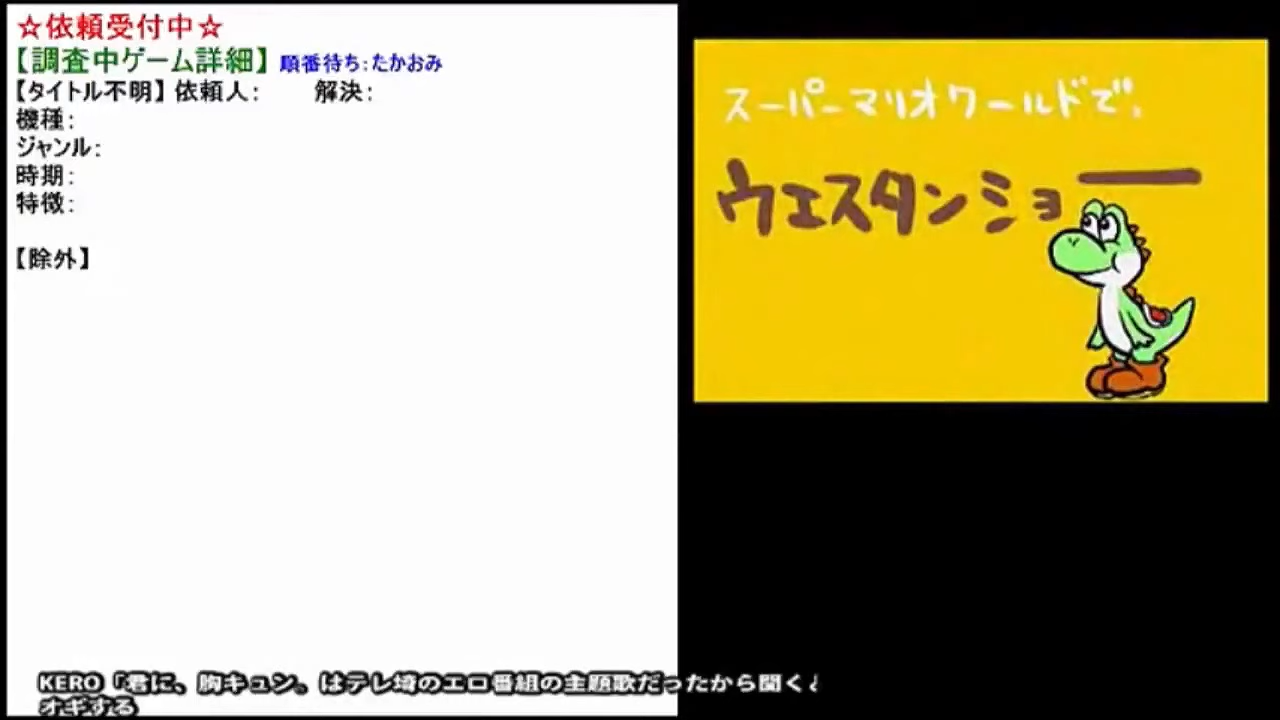 ☆依頼受付中☆
【調査中ゲーム詳細】 順番待ち:たかおみ
【タイトル不明】 依頼人: 解決:
機種:
ジャンル:
時期:
特徴:
【除外】
スーパーマリオワールドで。
ウエスタンショー
KERO「君に、胸キュン。はテレ埼のエロ番組の主題歌だったから聞く
オギする